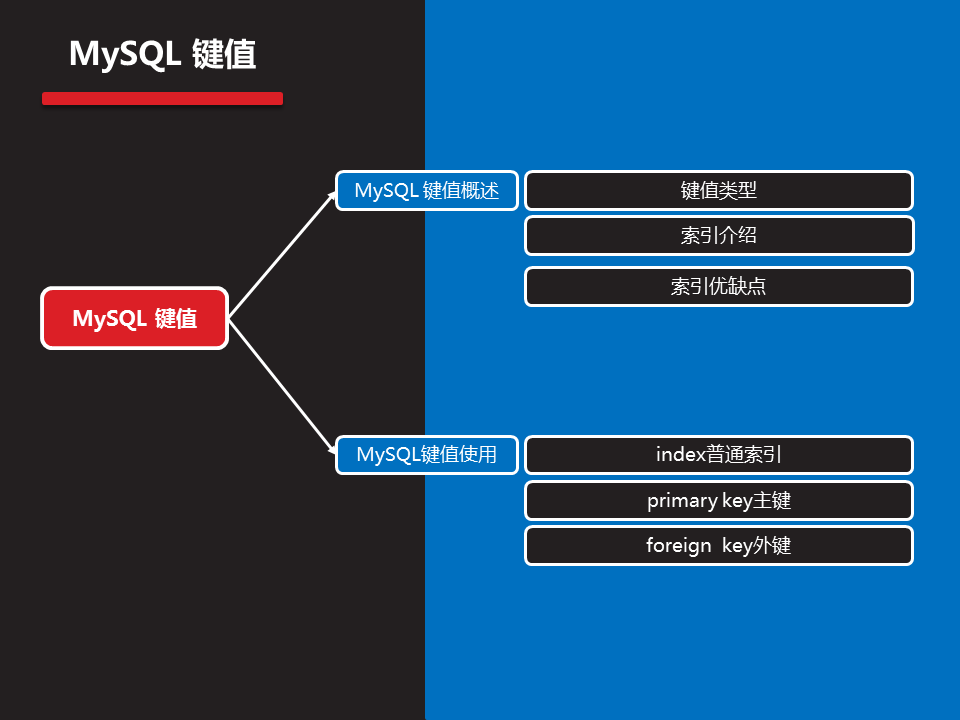 MySQL 键值
MySQL 键值
MySQL 键值概述
键值类型
索引介绍
索引优缺点
MySQL键值使用
index普通索引
primary key主键
foreign  key外键